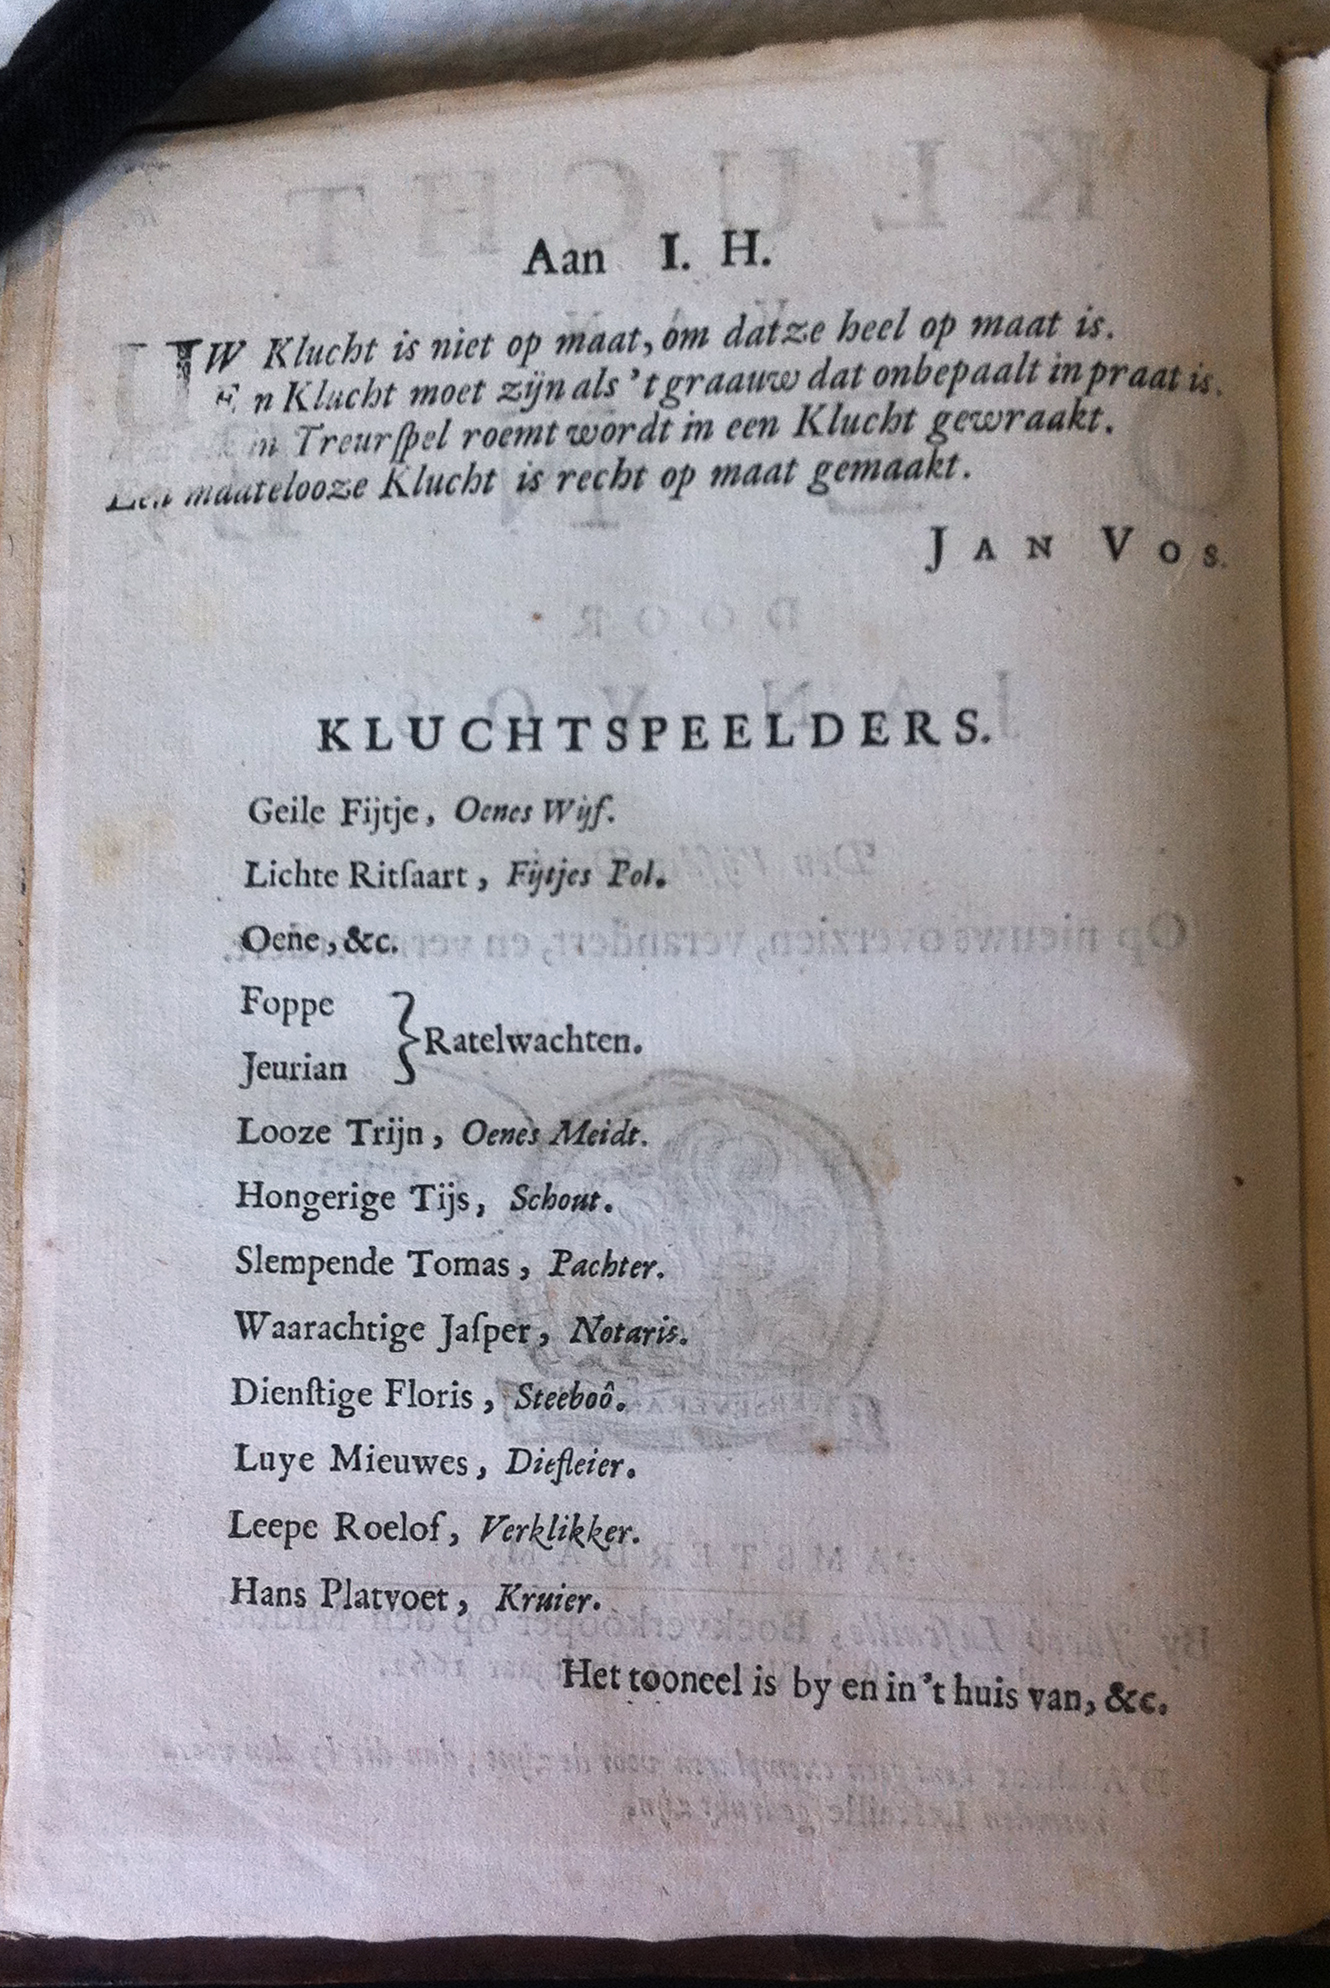 Aan I. H.
UW Klucht is niet op maat, om datze heel op maat is.
En Klucht moet zijn als 't graauw dat onbepaalt in praat is.
in Treurſpel roemt wordt in een Klucht gewraakt.
Een maatelooze Klucht is recht op maat gemaakt.
JAN VOS.
KLUCHTSPEELDERS.
Geile Fijtje, Oenes Wijf.
Lichte Ritſaart, Fijtjes Pol.
Oene, &c.
Foppe
Ratelwachten.
Jeurian
Looze Trijn, Oenes Meidt.
Hongerige Tijs, Schout.
Slempende Tomas, Pachter.
Waarachtige Jaſper, Notaris.
Dienſtige Floris, Steeboô.
Luye Mieuwes, Diefleier.
Leepe Roelof, Verklikker.
Hans Platvoet, Kruier.
Het tooneel is by en in 't huis van, &c.